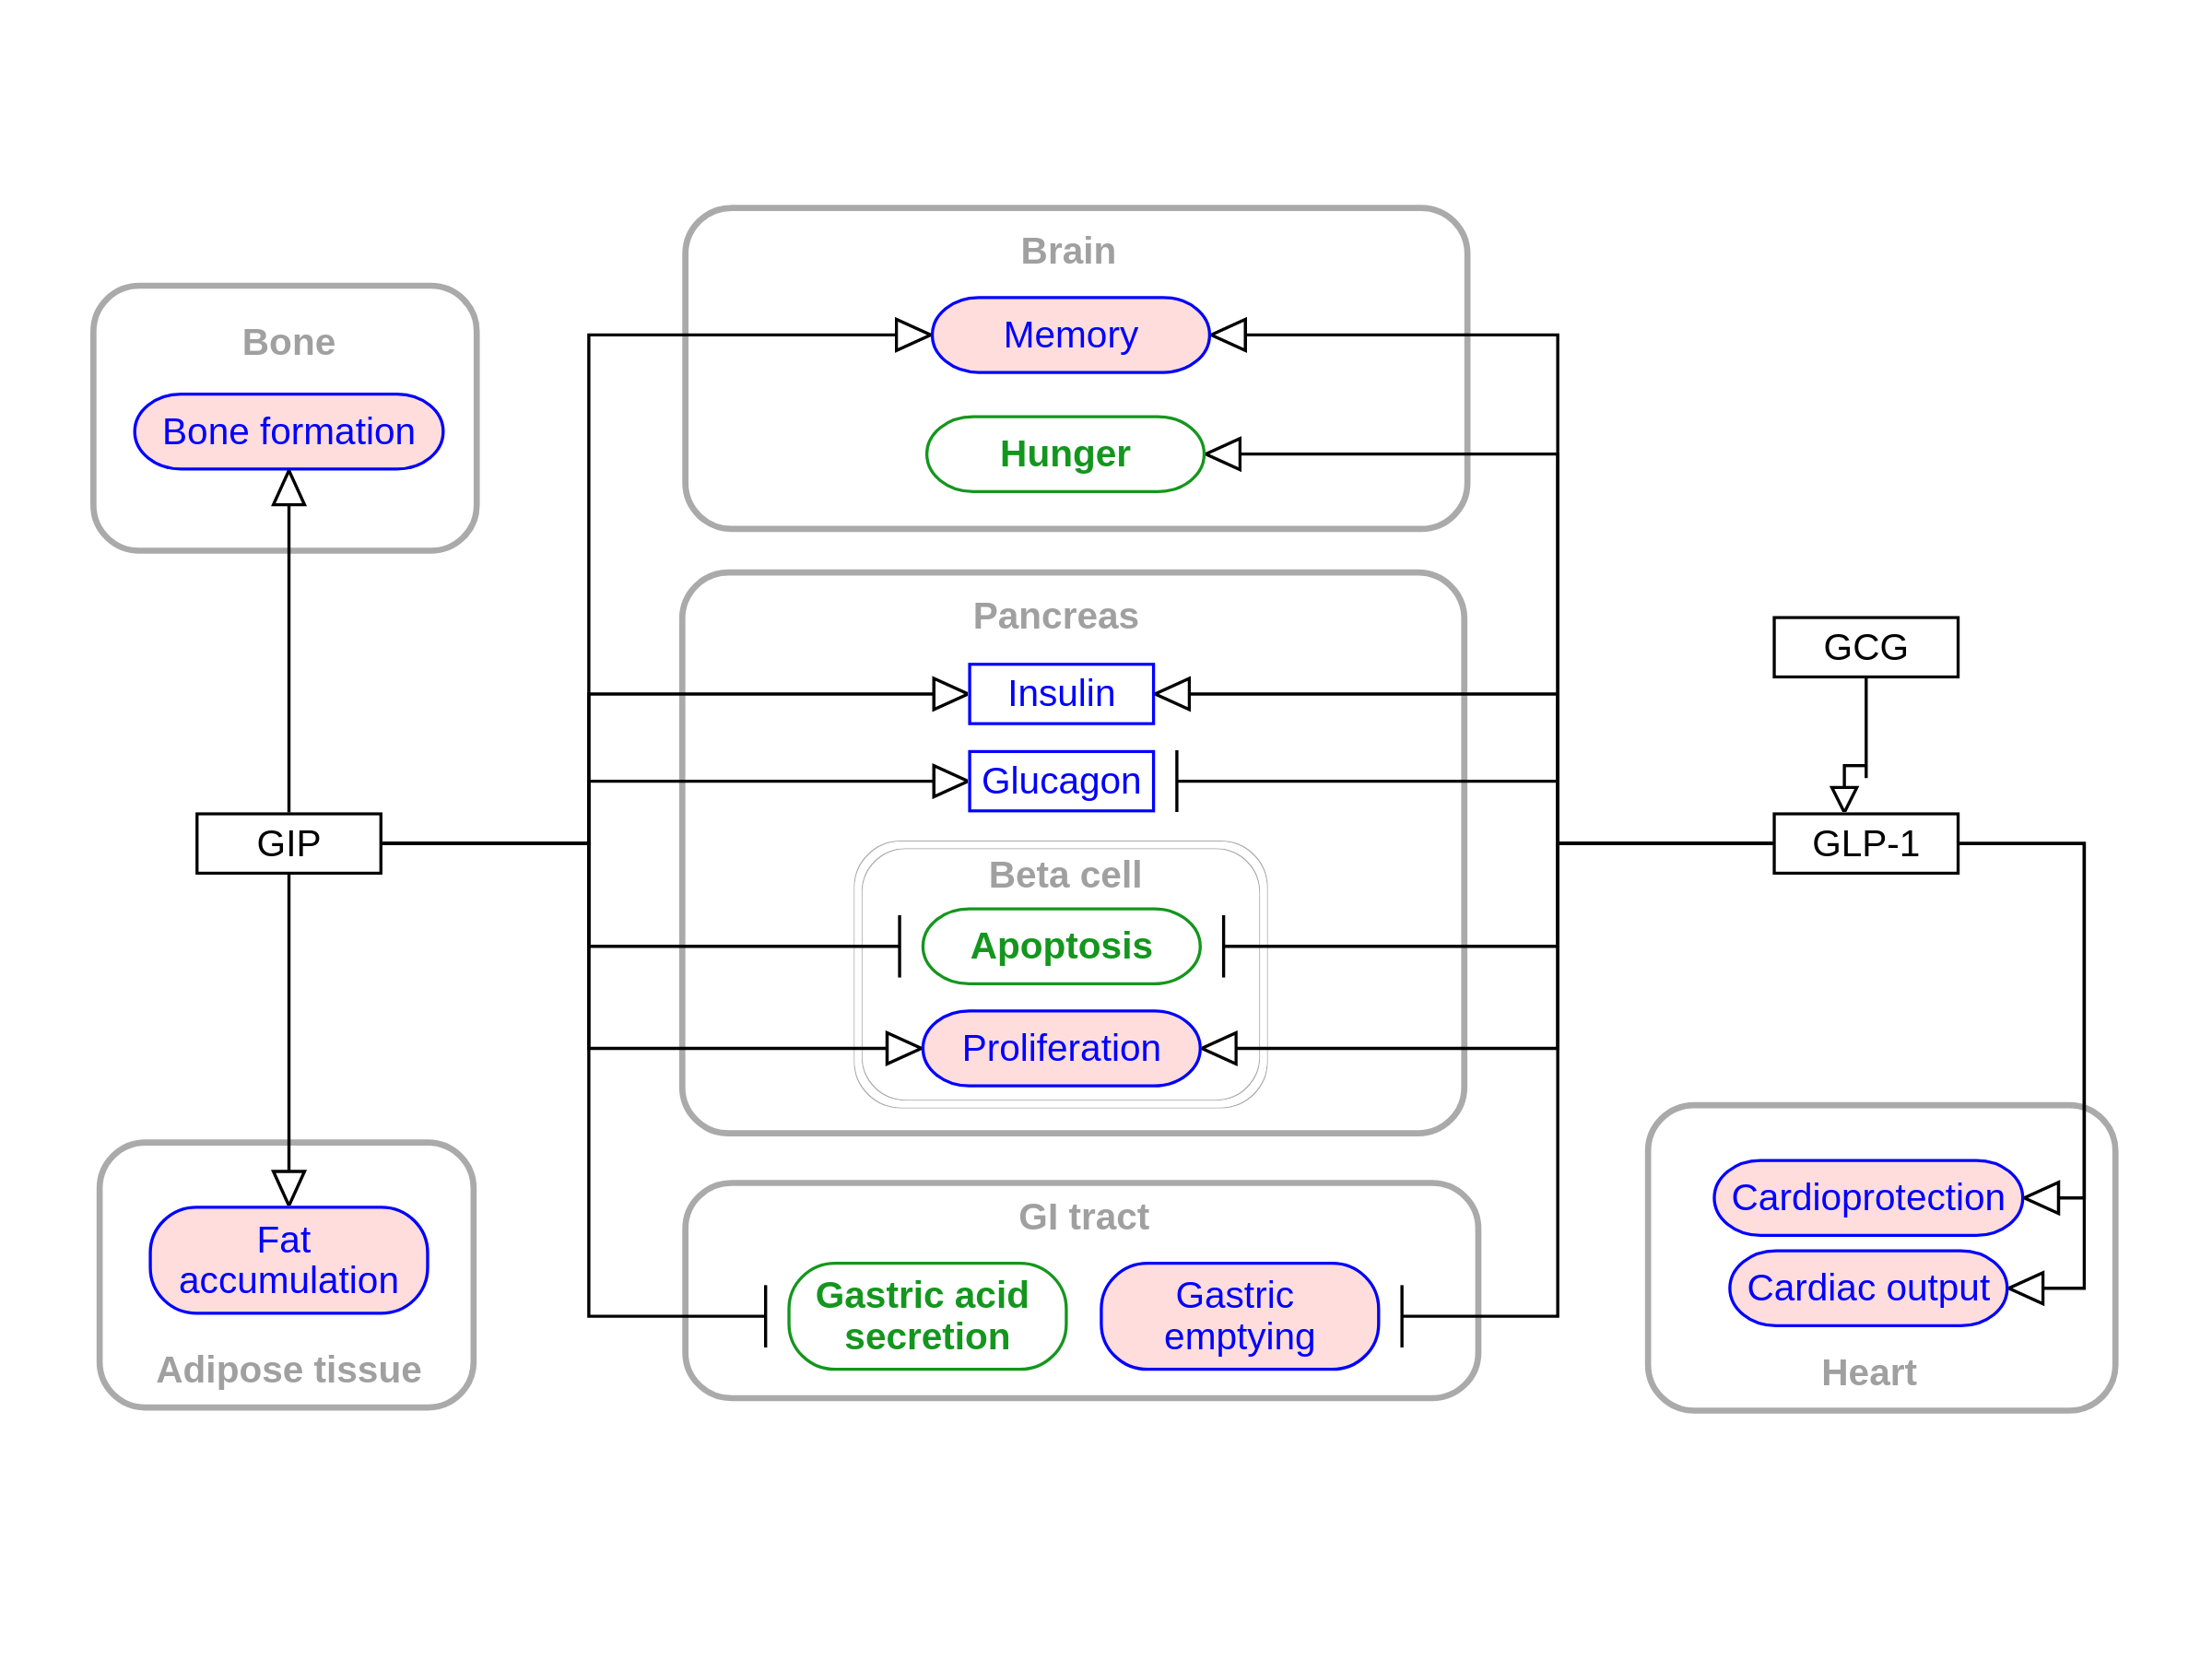 Brain
Memory
Hunger
Bone
Bone formation
Pancreas
Insulin
Glucagon
Beta cell
Apoptosis
Proliferation
GCG
GLP-1
GIP
GI tract
Gastric acid
secretion
Gastric
emptying
Fat
accumulation
Adipose tissue
Cardioprotection
Cardiac output
Heart